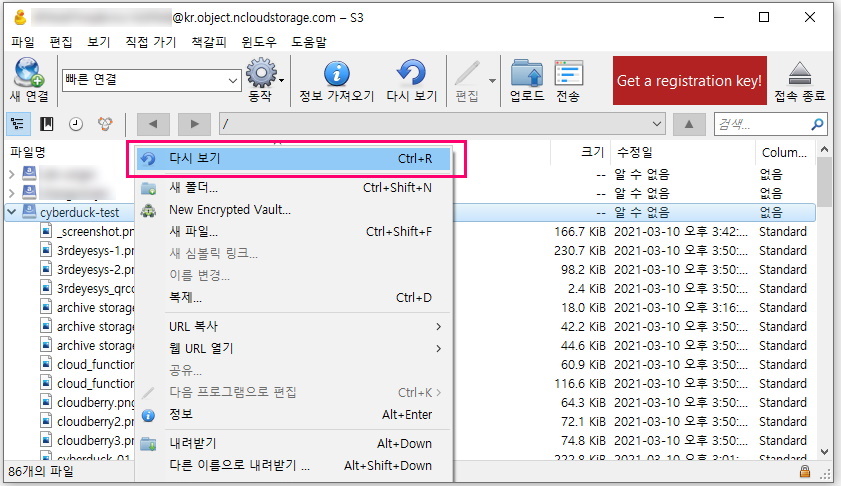 @kr.object.ncloudstorage.com – S3
파일 편집 보기 직접 가기 책갈피 윈도우 도움말
새 연결 빠른 연결 동작 정보 가져오기 다시 보기 편집 업로드 전송 Get a registration key! 접속 종료
/ 검색...
파일명 크기 수정일 Colum...
-- 알 수 없음 없음
-- 알 수 없음 없음
cyberduck-test -- 알 수 없음 없음
_screenshot.pn 166.7 KiB 2021-03-10 오후 3:42:... Standard
3rdeyesys-1.pn 230.7 KiB 2021-03-10 오후 3:50:... Standard
3rdeyesys-2.pn 98.2 KiB 2021-03-10 오후 3:50:... Standard
3rdeyesys_qrco 2.4 KiB 2021-03-10 오후 3:50:... Standard
archive storage 18.0 KiB 2021-03-10 오후 3:16:... Standard
archive storage 42.2 KiB 2021-03-10 오후 3:50:... Standard
archive storage 44.6 KiB 2021-03-10 오후 3:50:... Standard
cloud_function 60.9 KiB 2021-03-10 오후 3:50:... Standard
cloud_function 116.6 KiB 2021-03-10 오후 3:50:... Standard
cloudberry.png 64.3 KiB 2021-03-10 오후 3:50:... Standard
cloudberry2.pn 72.1 KiB 2021-03-10 오후 3:50:... Standard
cloudberry3.pn 74.8 KiB 2021-03-10 오후 3:50:... Standard
cyberduck_01 222.8 KiB 2021-03-10 오후 3:01:... Standard
다시 보기 Ctrl+R
새 폴더... Ctrl+Shift+N
New Encrypted Vault...
새 파일... Ctrl+Shift+F
새 심볼릭 링크...
이름 변경...
복제... Ctrl+D
URL 복사
웹 URL 열기
공유...
다음 프로그램으로 편집 Ctrl+K
정보 Alt+Enter
내려받기 Alt+Down
다른 이름으로 내려받기 ... Alt+Shift+Down
86개의 파일